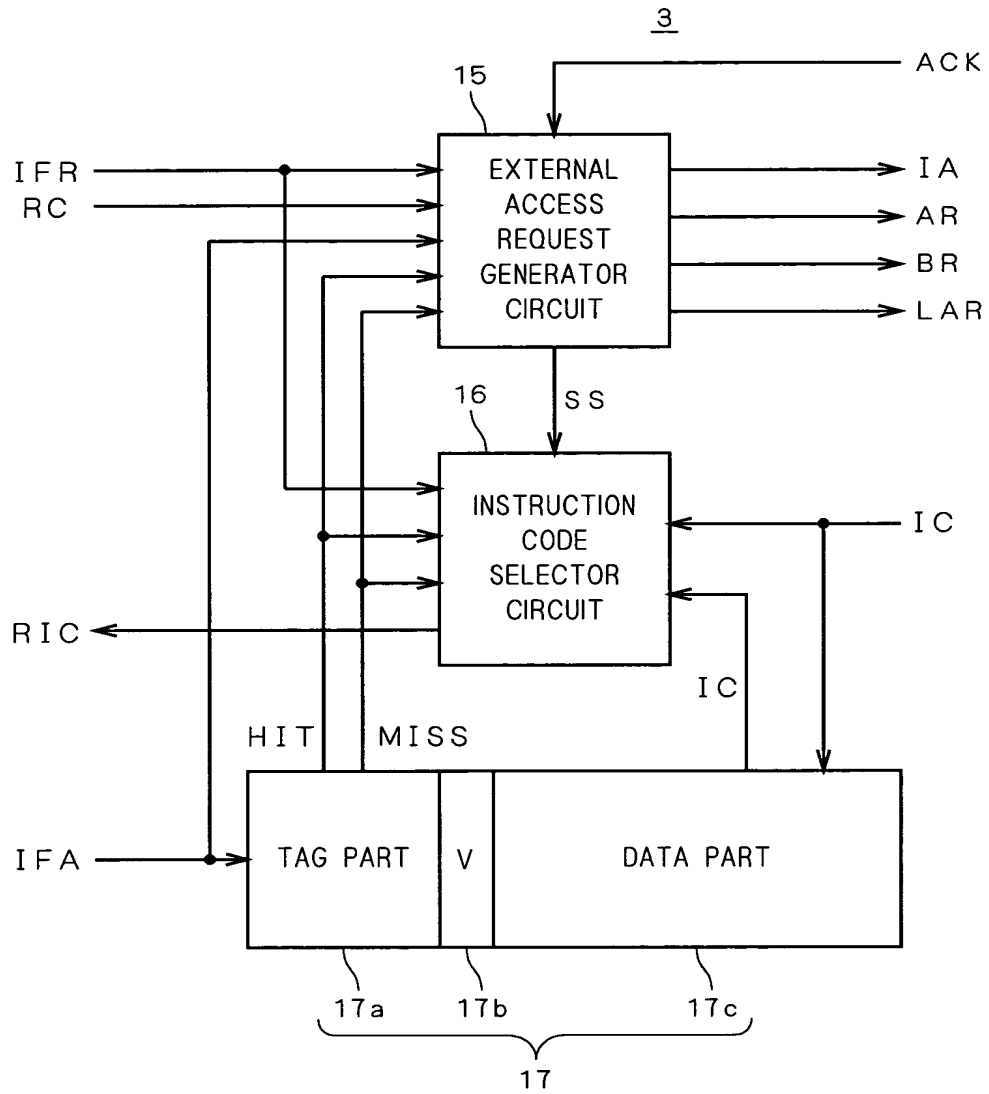 3
ACK
15
IFR
RC
EXTERNAL
ACCESS
REQUEST
GENERATOR
CIRCUIT
IA
AR
BR
LAR
SS
16
INSTRUCTION
CODE
SELECTOR
CIRCUIT
IC
RIC
IC
HIT
MISS
IFA
TAG PART
V
DATA PART
17a
17b
17c
17